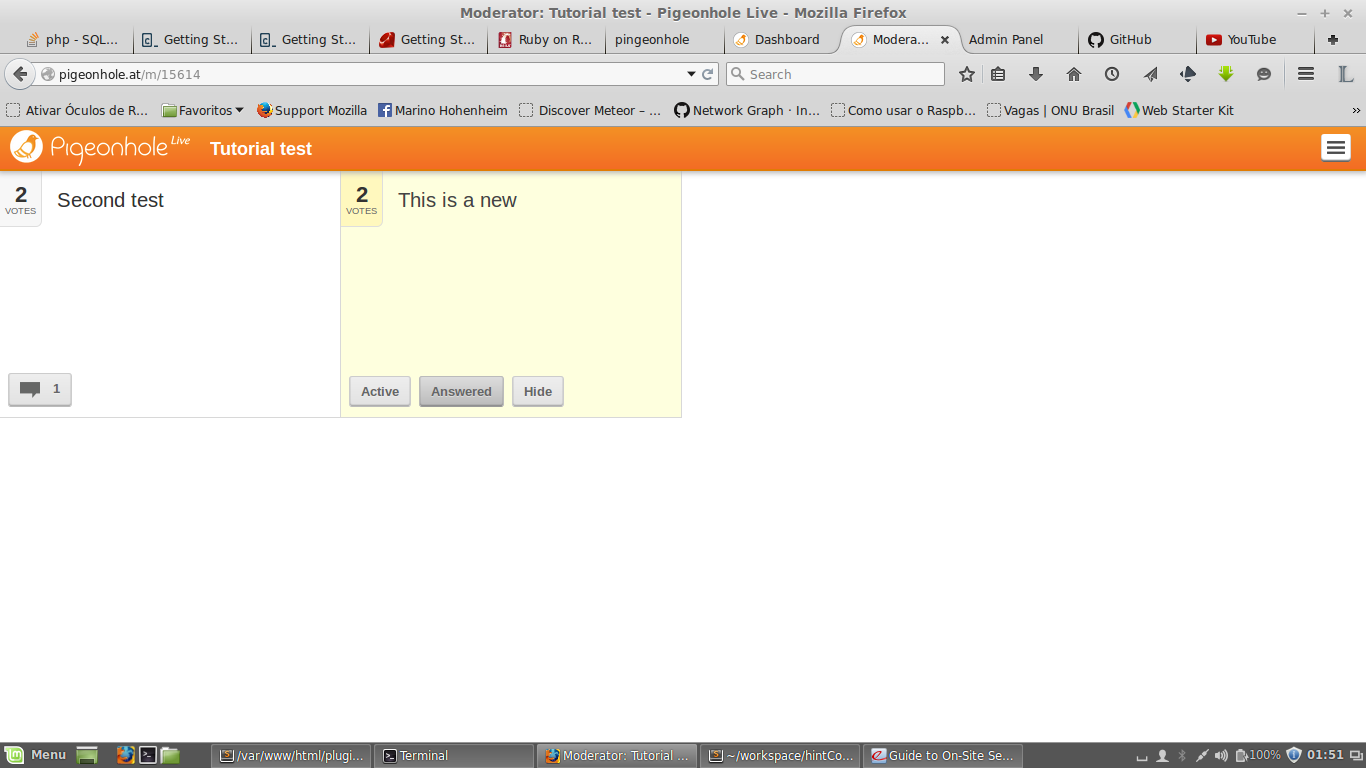 Moderator: Tutorial test - Pigeonhole Live - Mozilla Firefox
php - SQL... Getting St... Getting St... Getting St... Ruby on R... pingeonhole Dashboard Modera... Admin Panel GitHub YouTube
pigeonhole.at/m/15614 Search
Ativar Óculos de R... Favoritos Support Mozilla Marino Hohenheim Discover Meteor – ... Network Graph · In... Como usar o Raspb... Vagas | ONU Brasil Web Starter Kit »
Pigeonhole Live Tutorial test
2 VOTES Second test
2 VOTES This is a new
1
Active Answered Hide
Menu /var/www/html/plugi... Terminal Moderator: Tutorial ... ~/workspace/hintCo... Guide to On-Site Se... 100% 01:51